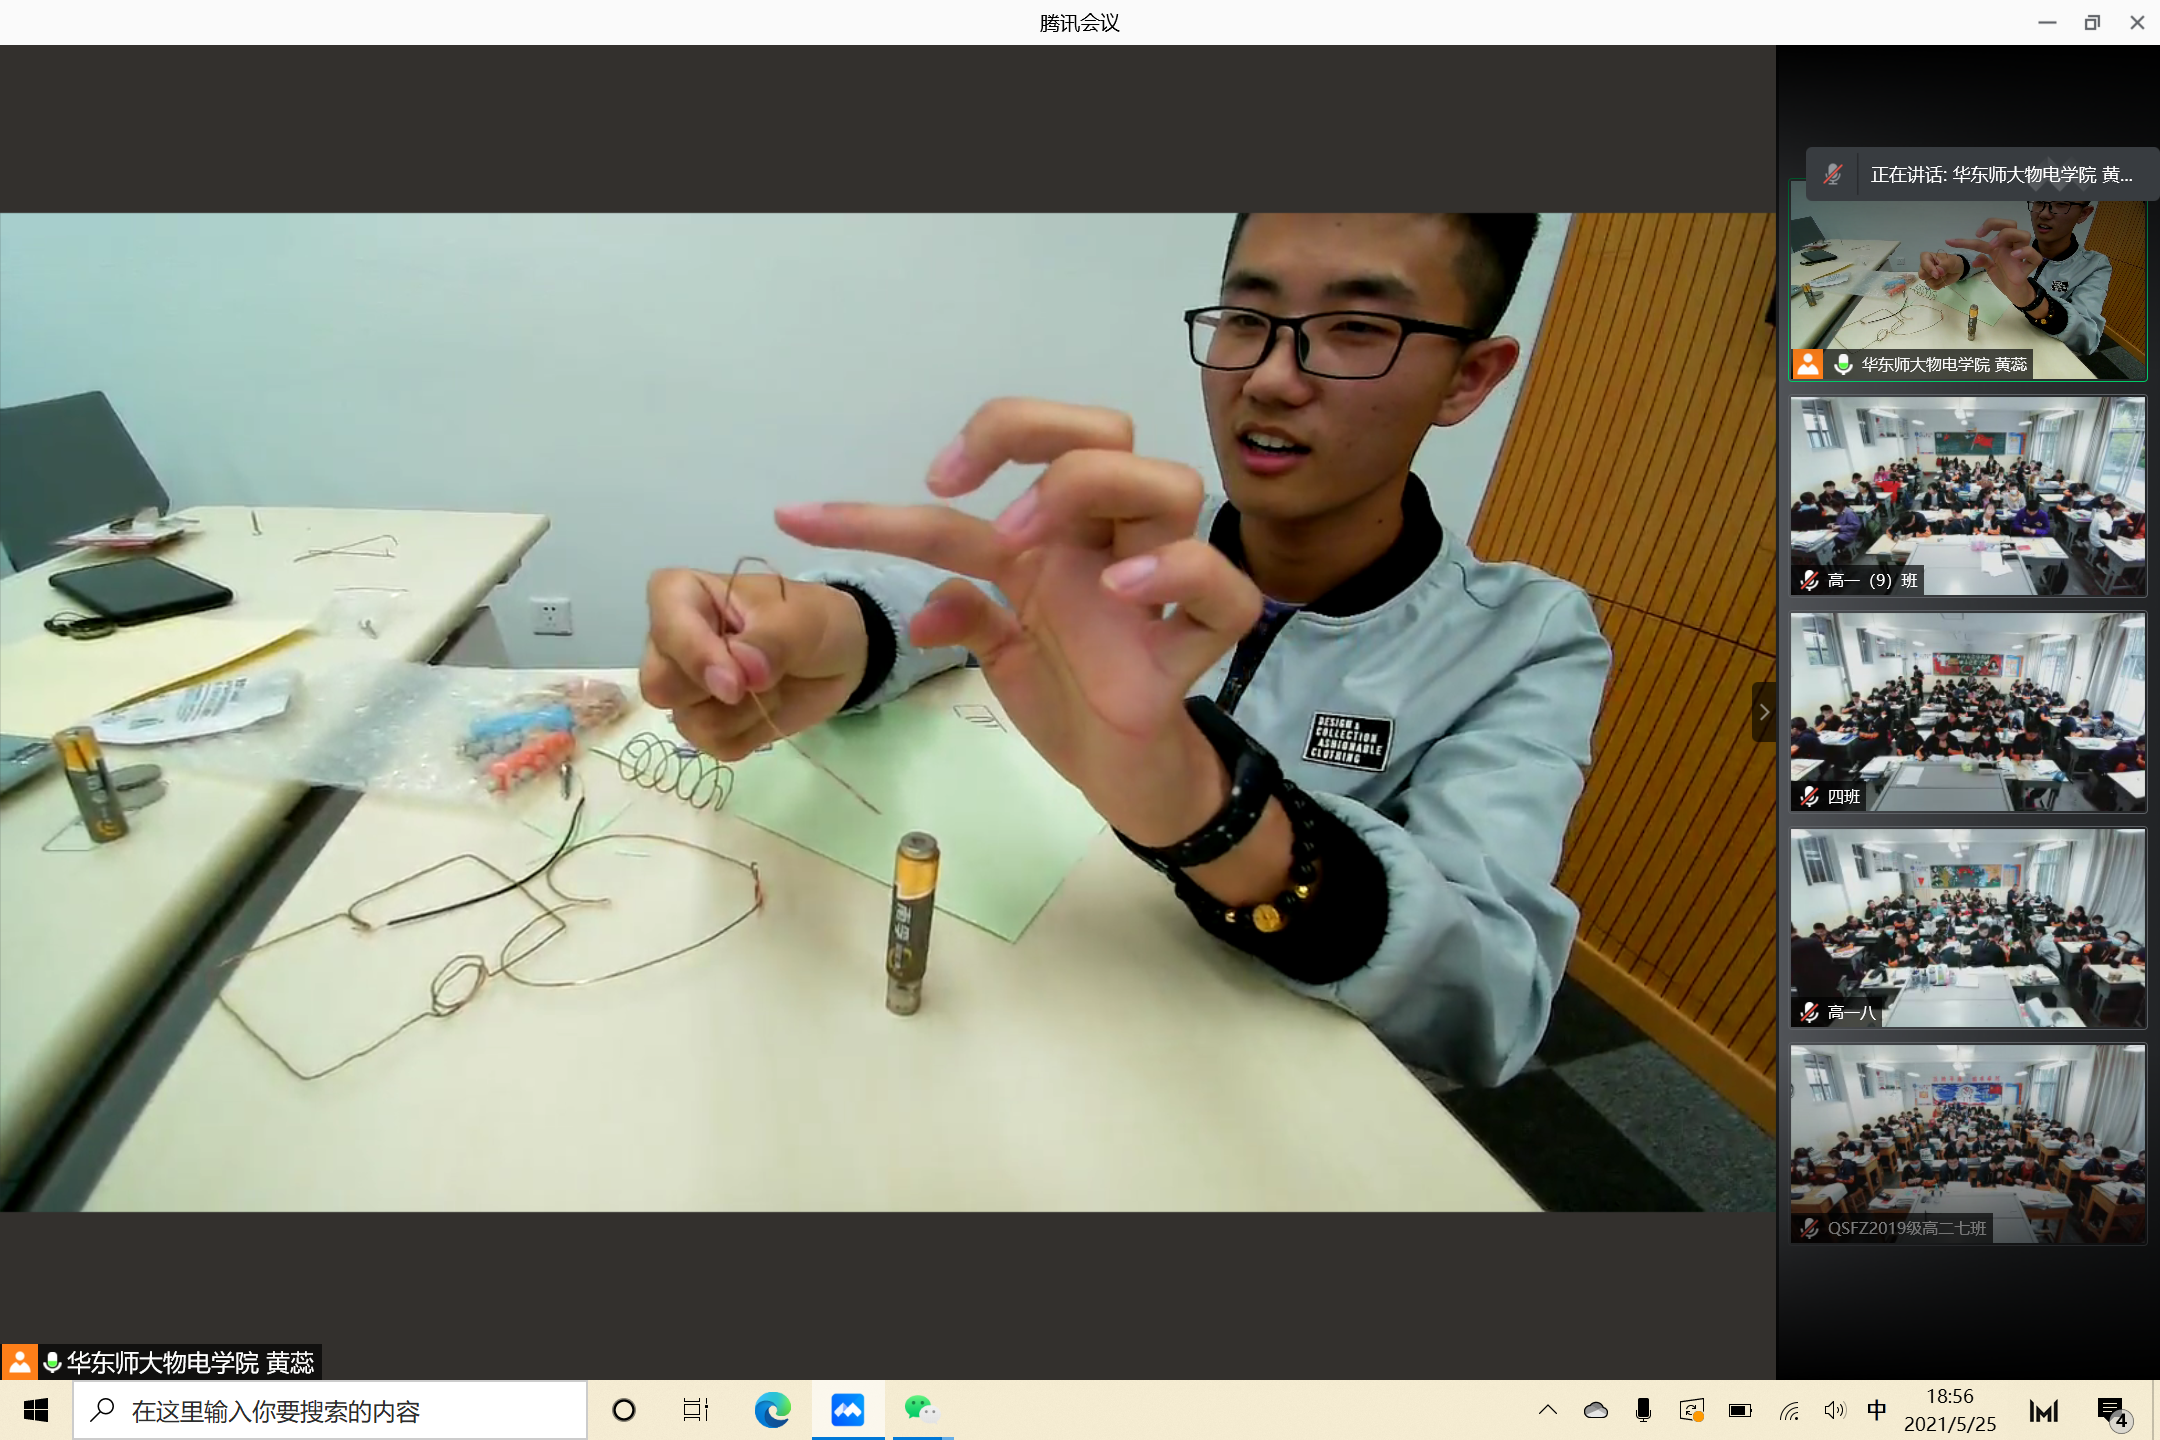 腾讯会议
正在讲话: 华东师大物电学院 黄...
华东师大物电学院 黄蕊
高一（9）班
四班
高一八
QSFZ2019级高二七班
DESIGN &
COLLECTION
ASHIONABLE
CLOTHING
南孚
华东师大物电学院 黄蕊
在这里输入你要搜索的内容
中
18:56
2021/5/25
4